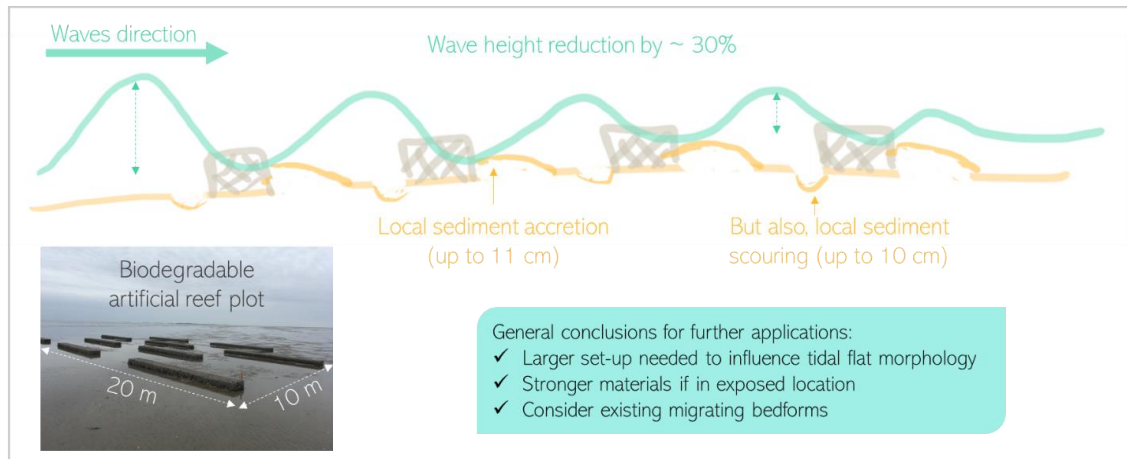 Waves direction
Wave height reduction by ~ 30%
Local sediment accretion
(up to 11 cm)
But also, local sediment
scouring (up to 10 cm)
Biodegradable
artificial reef plot
20 m
10 m
General conclusions for further applications:
✓ Larger set-up needed to influence tidal flat morphology
✓ Stronger materials if in exposed location
✓ Consider existing migrating bedforms